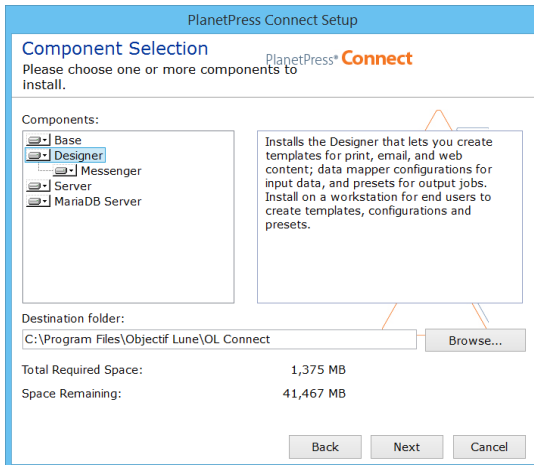 PlanetPress Connect Setup
Component Selection
PlanetPress® Connect
Please choose one or more components to
install.
Components:
Base
Designer
Messenger
Server
MariaDB Server
Installs the Designer that lets you create
templates for print, email, and web
content; data mapper configurations for
input data, and presets for output jobs.
Install on a workstation for end users to
create templates, configurations and
presets.
Destination folder:
C:\Program Files\Objectif Lune\OL Connect
Browse...
Total Required Space: 1,375 MB
Space Remaining: 41,467 MB
Back Next Cancel